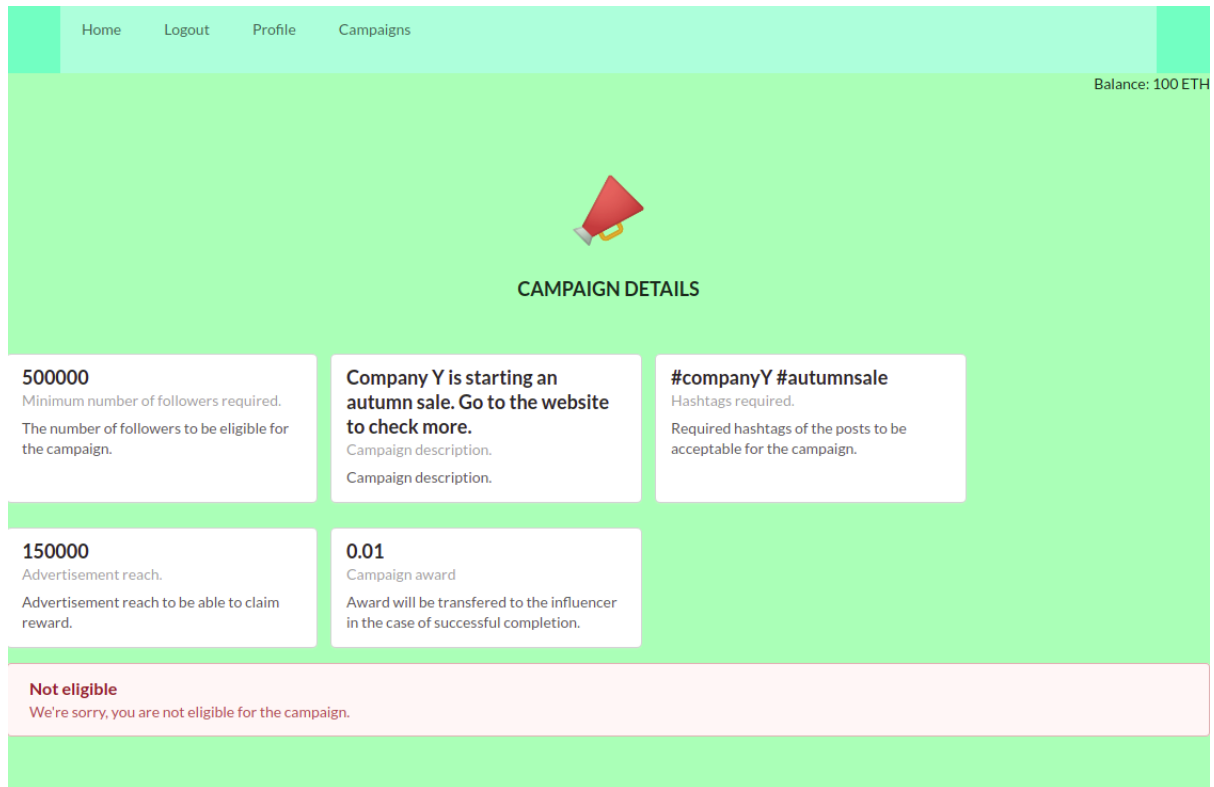 Home Logout Profile Campaigns
Balance: 100 ETH
CAMPAIGN DETAILS
500000
Minimum number of followers required.
The number of followers to be eligible for
the campaign.
Company Y is starting an
autumn sale. Go to the website
to check more.
Campaign description.
Campaign description.
#companyY #autumnsale
Hashtags required.
Required hashtags of the posts to be
acceptable for the campaign.
150000
Advertisement reach.
Advertisement reach to be able to claim
reward.
0.01
Campaign award
Award will be transfered to the influencer
in the case of successful completion.
Not eligible
We're sorry, you are not eligible for the campaign.